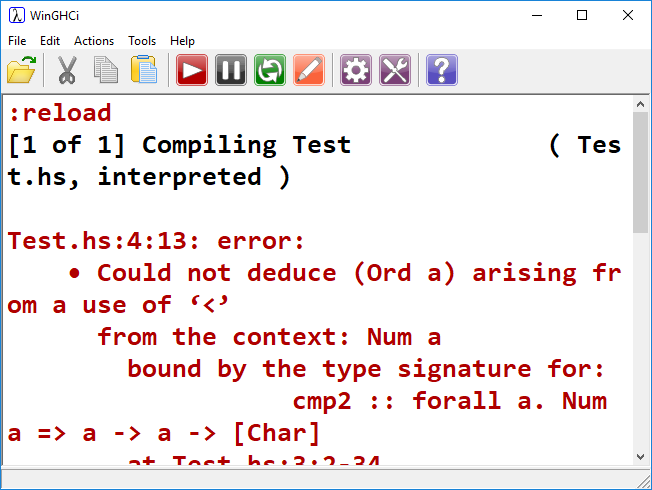 WinGHCi
File Edit Actions Tools Help
:reload
[1 of 1] Compiling Test ( Tes
t.hs, interpreted )
Test.hs:4:13: error:
• Could not deduce (Ord a) arising fr
om a use of ‘<’
from the context: Num a
bound by the type signature for:
cmp2 :: forall a. Num
a => a -> a -> [Char]
at Test.hs:3:2-34